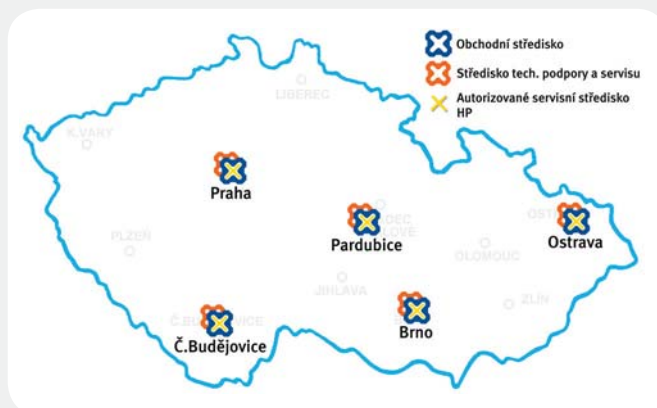 Obchodní středisko
Středisko tech. podpory a servisu
Autorizované servisní středisko
HP
LIBEREC
K.VARY
Praha
PLZEŇ
Pardubice
Ostrava
OLOMOUC
JIHLAVA
ZLÍN
Č.Budějovice
Brno